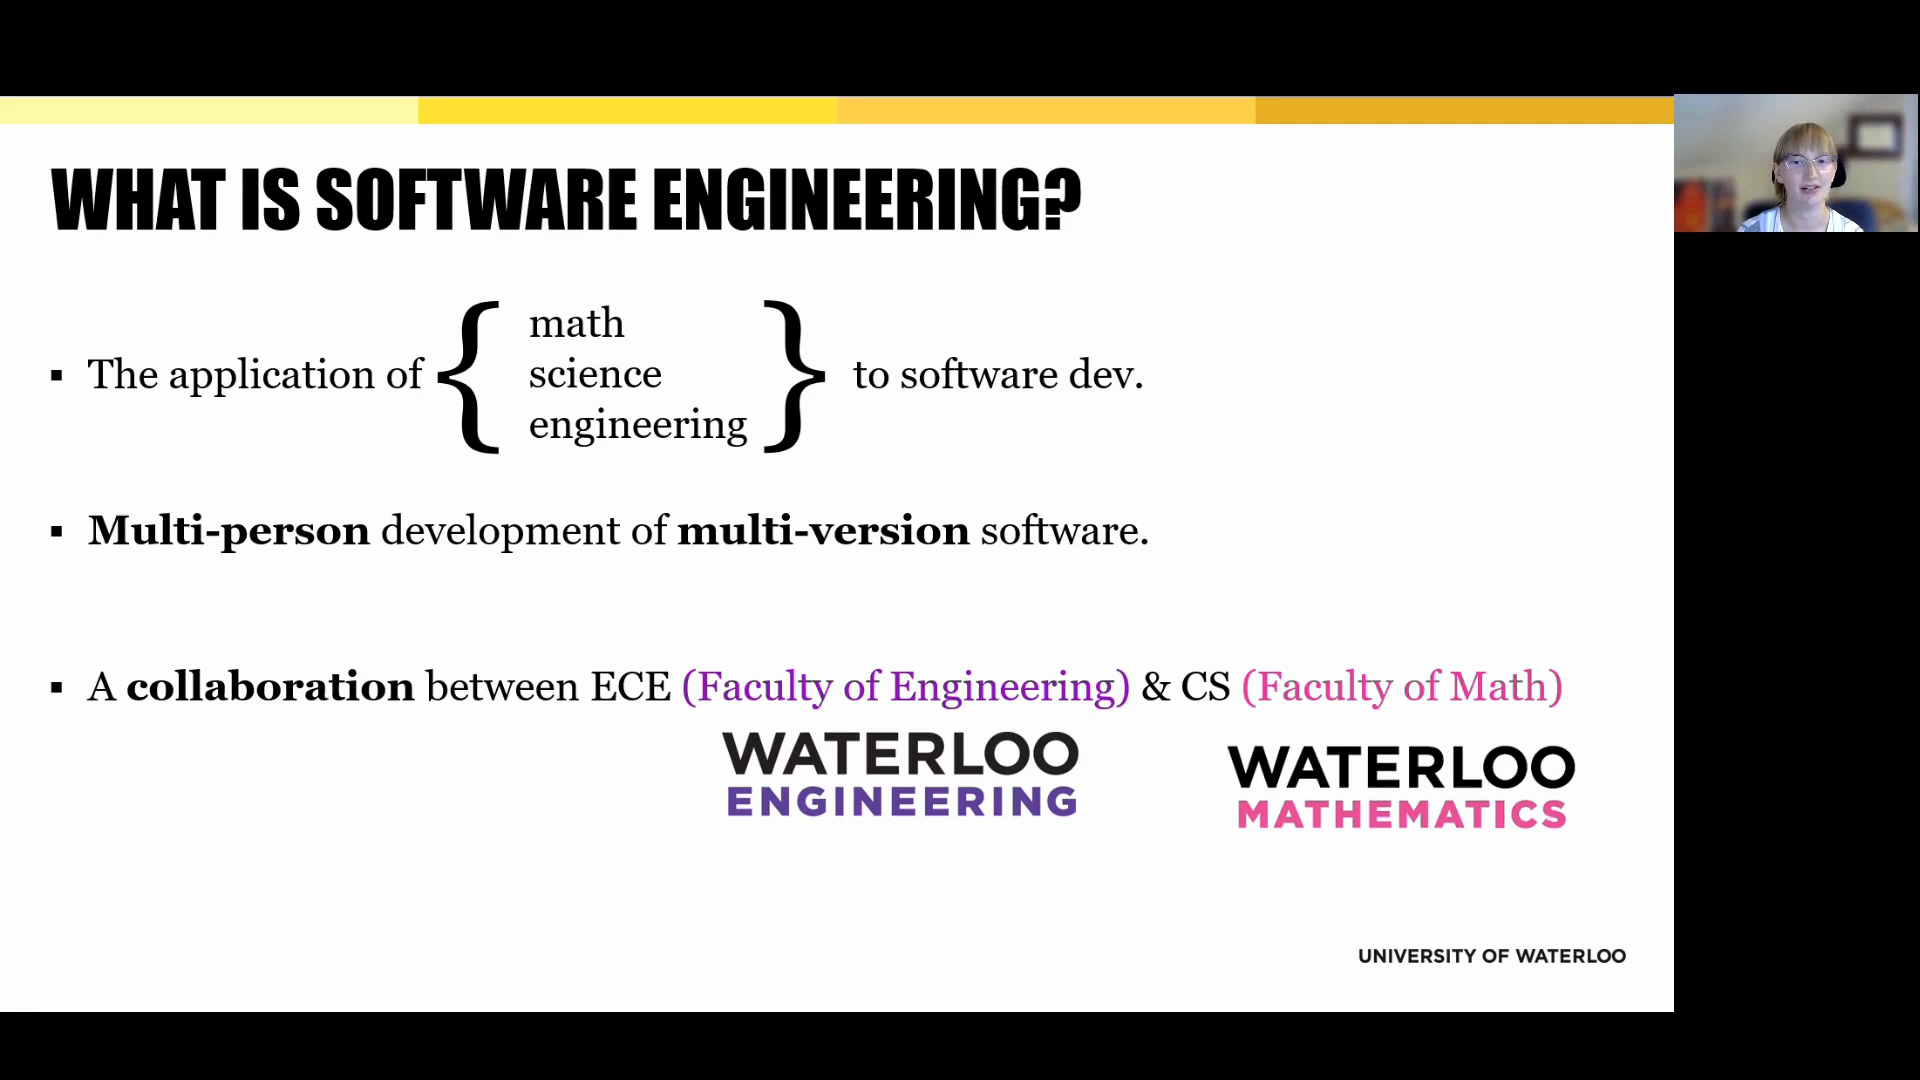 WHAT IS SOFTWARE ENGINEERING?
math
▪ The application of { science } to software dev.
engineering
▪ Multi-person development of multi-version software.
▪ A collaboration between ECE (Faculty of Engineering) & CS (Faculty of Math)
WATERLOO
ENGINEERING
WATERLOO
MATHEMATICS
UNIVERSITY OF WATERLOO